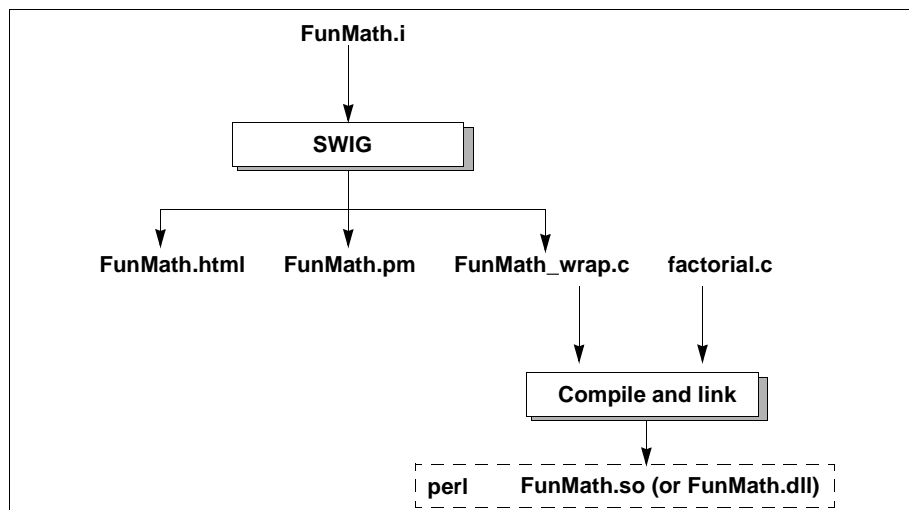 FunMath.i
SWIG
FunMath.html FunMath.pm FunMath_wrap.c factorial.c
Compile and link
perl FunMath.so (or FunMath.dll)